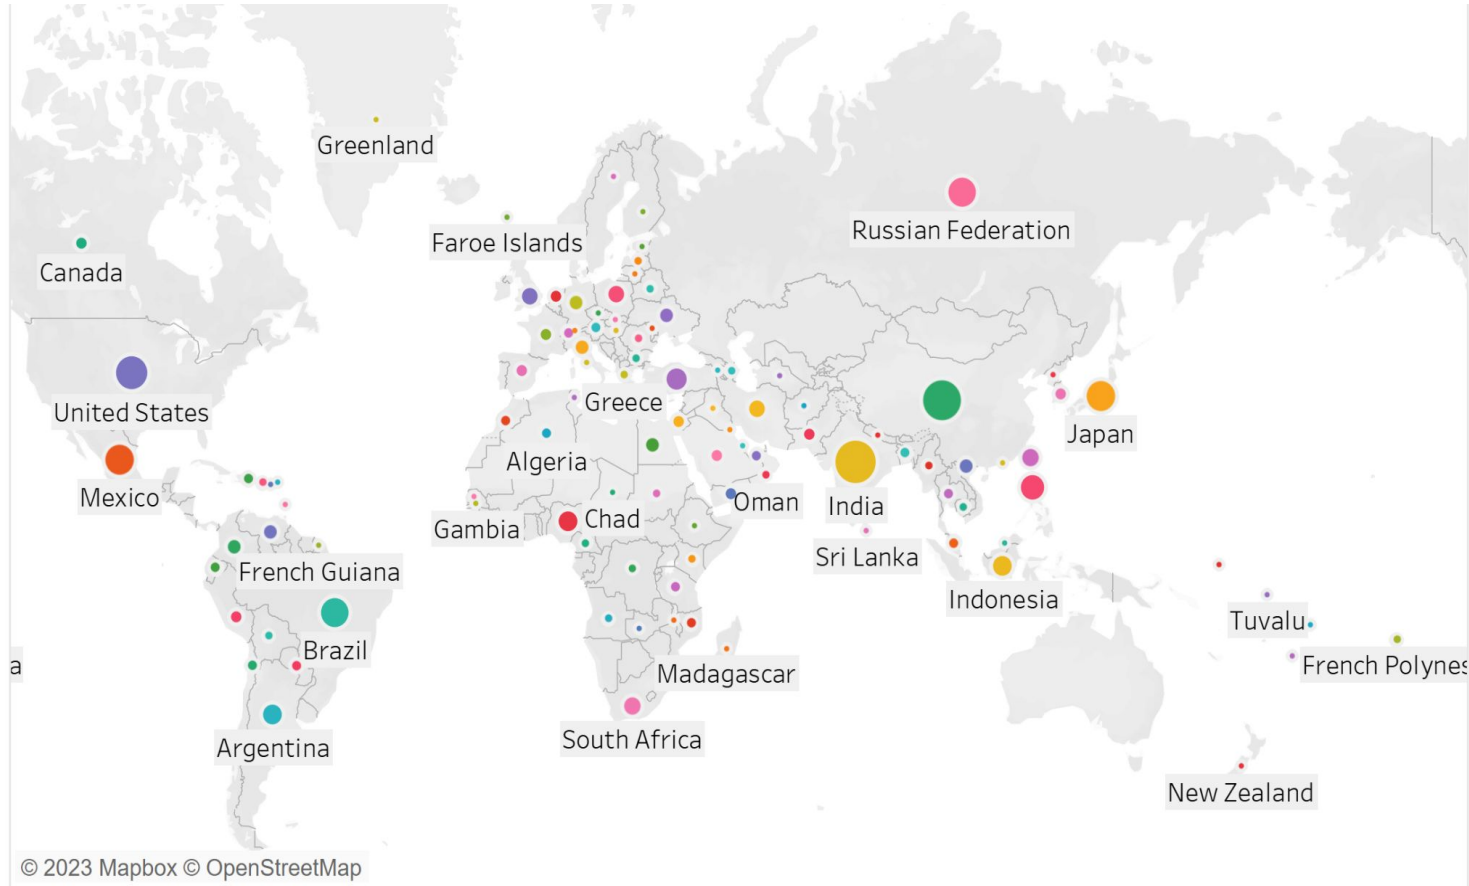 Greenland
Faroe Islands
Russian Federation
Canada
United States
Greece
Japan
Algeria
Mexico
Oman
India
Chad
Gambia
Sri Lanka
French Guiana
Indonesia
Tuvalu
Brazil
a
French Polynes
Madagascar
South Africa
Argentina
New Zealand
© 2023 Mapbox © OpenStreetMap